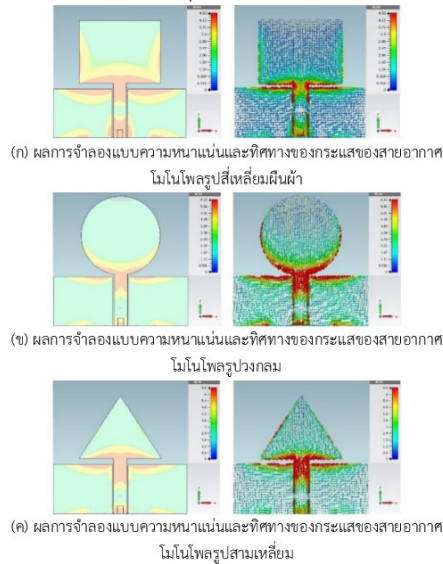 (ก) ผลการจำลองแบบความหนาแน่นและทิศทางของกระแสของสายอากาศ
โมโนโพลรูปสี่เหลี่ยมผืนผ้า
(ข) ผลการจำลองแบบความหนาแน่นและทิศทางของกระแสของสายอากาศ
โมโนโพลรูปวงกลม
(ค) ผลการจำลองแบบความหนาแน่นและทิศทางของกระแสของสายอากาศ
โมโนโพลรูปสามเหลี่ยม